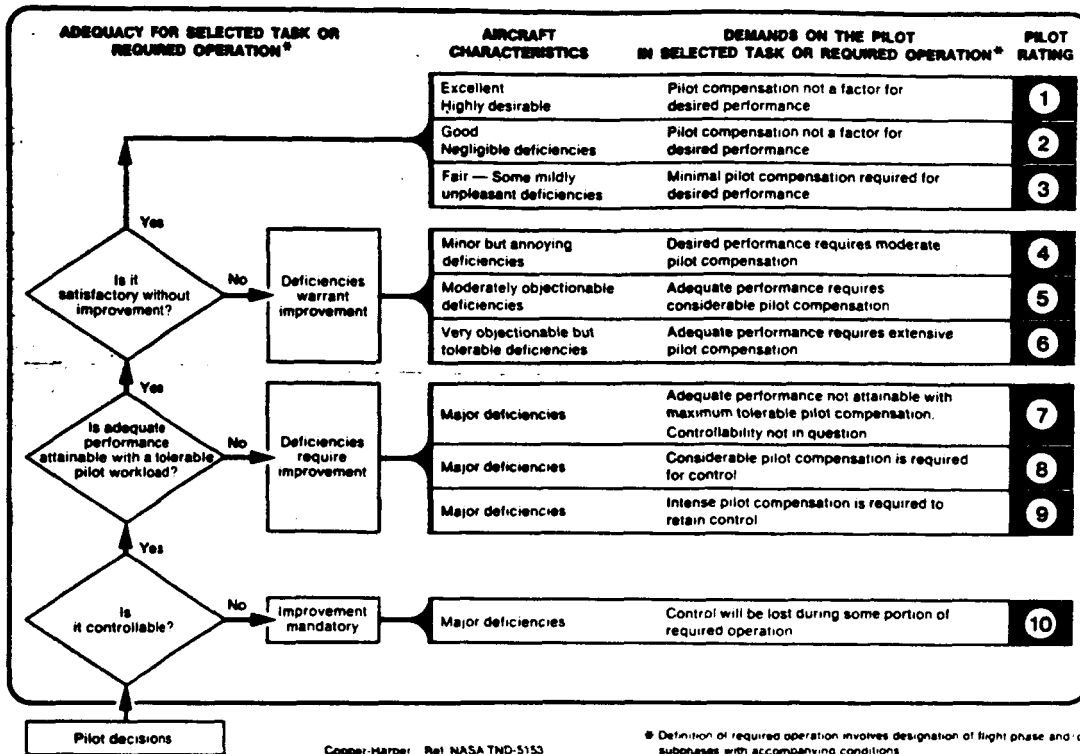 ADEQUACY FOR SELECTED TASK OR
REQUIRED OPERATION*
AIRCRAFT
CHARACTERISTICS
DEMANDS ON THE PILOT
IN SELECTED TASK OR REQUIRED OPERATION*
PILOT
RATING
Excellent
Highly desirable
Pilot compensation not a factor for
desired performance
1
Good
Negligible deficiencies
Pilot compensation not a factor for
desired performance
2
Fair — Some mildly
unpleasant deficiencies
Minimal pilot compensation required for
desired performance
3
Yes
Is it
satisfactory without
improvement?
No
Deficiencies
warrant
improvement
Minor but annoying
deficiencies
Desired performance requires moderate
pilot compensation
4
Moderately objectionable
deficiencies
Adequate performance requires
considerable pilot compensation
5
Very objectionable but
tolerable deficiencies
Adequate performance requires extensive
pilot compensation
6
Yes
Is adequate
performance
attainable with a tolerable
pilot workload?
No
Deficiencies
require
improvement
Major deficiencies
Adequate performance not attainable with
maximum tolerable pilot compensation.
Controllability not in question
7
Major deficiencies
Considerable pilot compensation is required
for control
8
Major deficiencies
Intense pilot compensation is required to
retain control
9
Yes
Is
it controllable?
No
Improvement
mandatory
Major deficiencies
Control will be lost during some portion of
required operation
10
Pilot decisions
Cooper-Harper Ref NASA TND-5153
* Definition of required operation involves designation of flight phase and
subphases with accompanying conditions